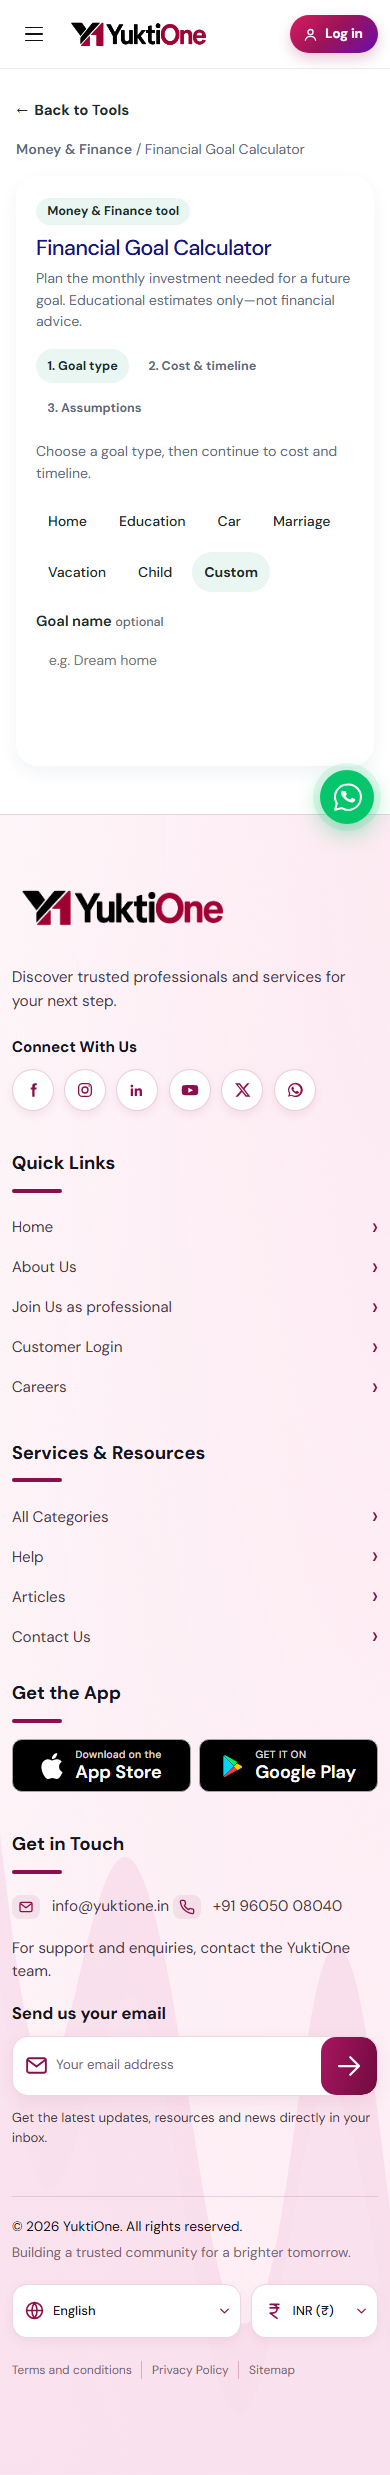 YuktiOne
Log in
← Back to Tools
Money & Finance / Financial Goal Calculator
Money & Finance tool
Financial Goal Calculator
Plan the monthly investment needed for a future
goal. Educational estimates only—not financial
advice.
1. Goal type
2. Cost & timeline
3. Assumptions
Choose a goal type, then continue to cost and
timeline.
Home
Education
Car
Marriage
Vacation
Child
Custom
Goal name optional
e.g. Dream home
YuktiOne
Discover trusted professionals and services for
your next step.
Connect With Us
Quick Links
Home
About Us
Join Us as professional
Customer Login
Careers
Services & Resources
All Categories
Help
Articles
Contact Us
Get the App
Download on the
App Store
GET IT ON
Google Play
Get in Touch
info@yuktione.in
+91 96050 08040
For support and enquiries, contact the YuktiOne
team.
Send us your email
Your email address
Get the latest updates, resources and news directly in your
inbox.
© 2026 YuktiOne. All rights reserved.
Building a trusted community for a brighter tomorrow.
English
₹ INR (₹)
Terms and conditions
Privacy Policy
Sitemap